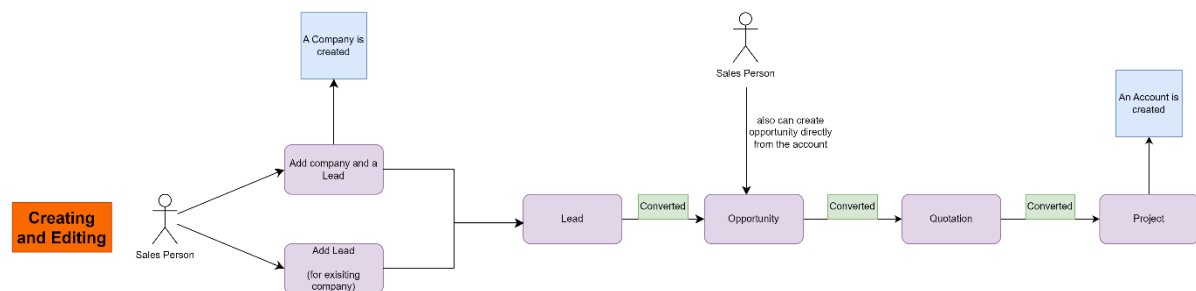 A Company is
created
Sales Person
also can create
opportunity directly
from the account
An Account is
created
Creating
and Editing
Sales Person
Add company and a
Lead
Add Lead
(for exisiting
company)
Lead
Converted
Opportunity
Converted
Quotation
Converted
Project